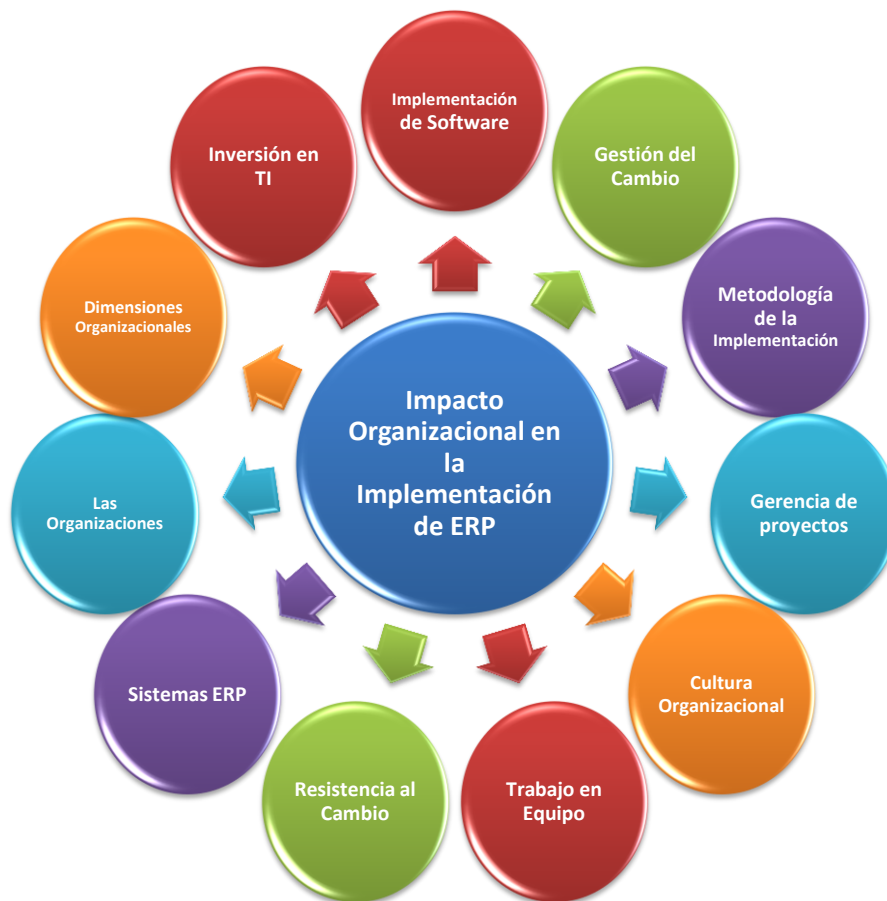 Implementación
de Software
Gestión del
Cambio
Metodología
de la
Implementación
Gerencia de
proyectos
Cultura
Organizacional
Trabajo en
Equipo
Resistencia al
Cambio
Sistemas ERP
Las
Organizaciones
Dimensiones
Organizacionales
Inversión en
TI
Impacto
Organizacional en
la
Implementación
de ERP